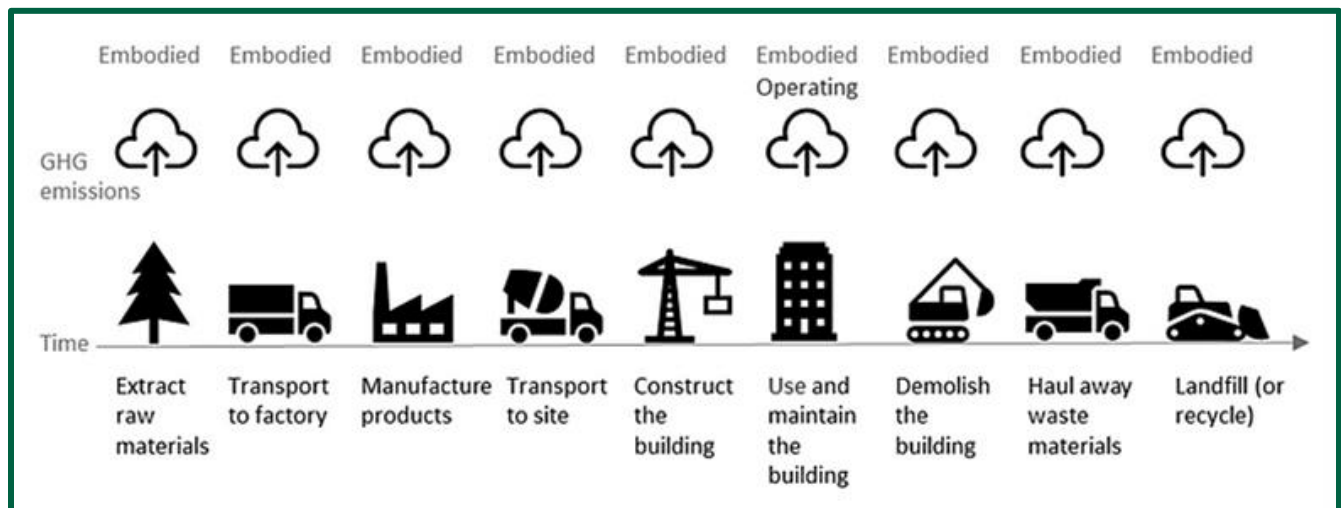 Embodied Embodied Embodied Embodied Embodied Embodied Embodied Embodied Embodied
Operating
GHG
emissions
Time
Extract
raw
materials
Transport
to factory
Manufacture
products
Transport
to site
Construct
the
building
Use and
maintain
the
building
Demolish
the
building
Haul away
waste
materials
Landfill (or
recycle)